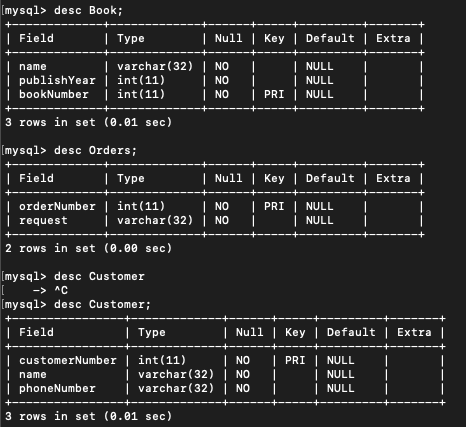 [mysql> desc Book;
+-------------+-------------+------+-----+---------+-------+
| Field       | Type        | Null | Key | Default | Extra |
+-------------+-------------+------+-----+---------+-------+
| name        | varchar(32) | NO   |     | NULL    |       |
| publishYear | int(11)     | NO   |     | NULL    |       |
| bookNumber  | int(11)     | NO   | PRI | NULL    |       |
+-------------+-------------+------+-----+---------+-------+
3 rows in set (0.01 sec)
[mysql> desc Orders;
+-------------+-------------+------+-----+---------+-------+
| Field       | Type        | Null | Key | Default | Extra |
+-------------+-------------+------+-----+---------+-------+
| orderNumber | int(11)     | NO   | PRI | NULL    |       |
| request     | varchar(32) | NO   |     | NULL    |       |
+-------------+-------------+------+-----+---------+-------+
2 rows in set (0.00 sec)
[mysql> desc Customer
[    -> ^C
[mysql> desc Customer;
+----------------+-------------+------+-----+---------+-------+
| Field          | Type        | Null | Key | Default | Extra |
+----------------+-------------+------+-----+---------+-------+
| customerNumber | int(11)     | NO   | PRI | NULL    |       |
| name           | varchar(32) | NO   |     | NULL    |       |
| phoneNumber    | varchar(32) | NO   |     | NULL    |       |
+----------------+-------------+------+-----+---------+-------+
3 rows in set (0.01 sec)